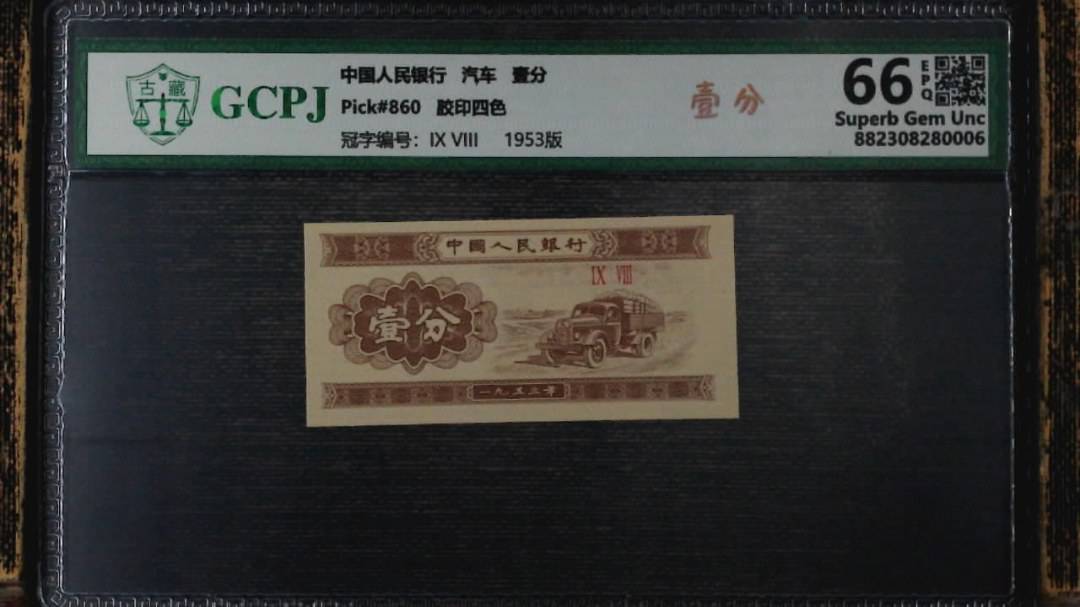 古藏
GCPJ
中国人民银行 汽车 壹分
Pick#860 胶印四色
冠字编号: IX VIII 1953版
壹分
66
EPQ
Superb Gem Unc
882308280006
中國人民銀行
IX VIII
壹分
一九五三年